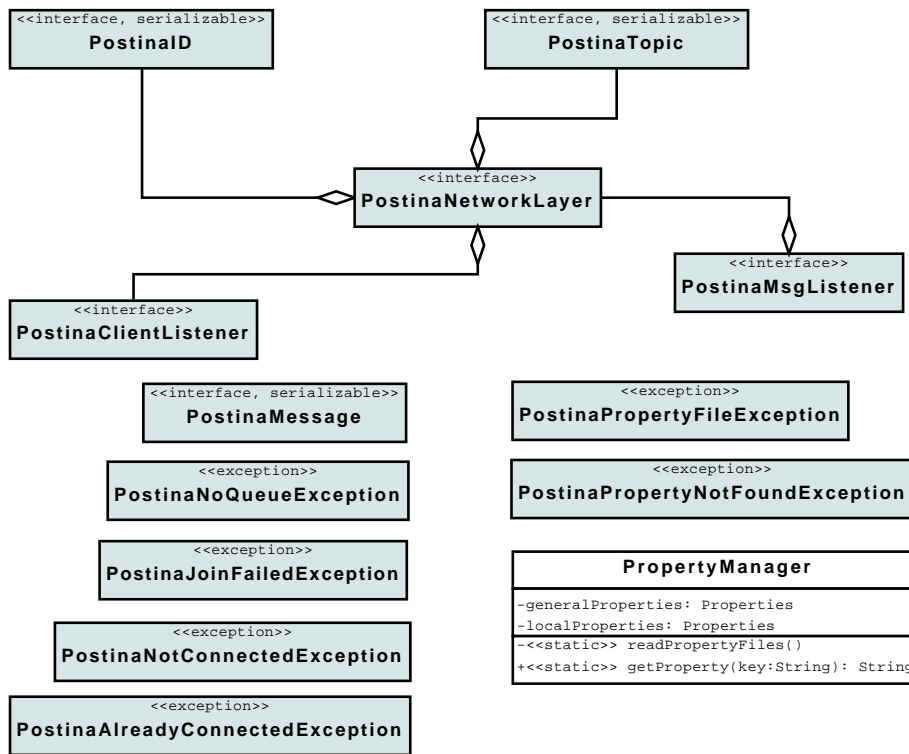 <<interface, serializable>>
PostinaID
<<interface, serializable>>
PostinaTopic
<<interface>>
PostinaNetworkLayer
<<interface>>
PostinaMsgListener
<<interface>>
PostinaClientListener
<<interface, serializable>>
PostinaMessage
<<exception>>
PostinaPropertyFileException
<<exception>>
PostinaNoQueueException
<<exception>>
PostinaPropertyNotFoundException
<<exception>>
PostinaJoinFailedException
PropertyManager
-generalProperties: Properties
-localProperties: Properties
-<<static>> readPropertyFiles()
+<<static>> getProperty(key:String): String
<<exception>>
PostinaNotConnectedException
<<exception>>
PostinaAlreadyConnectedException